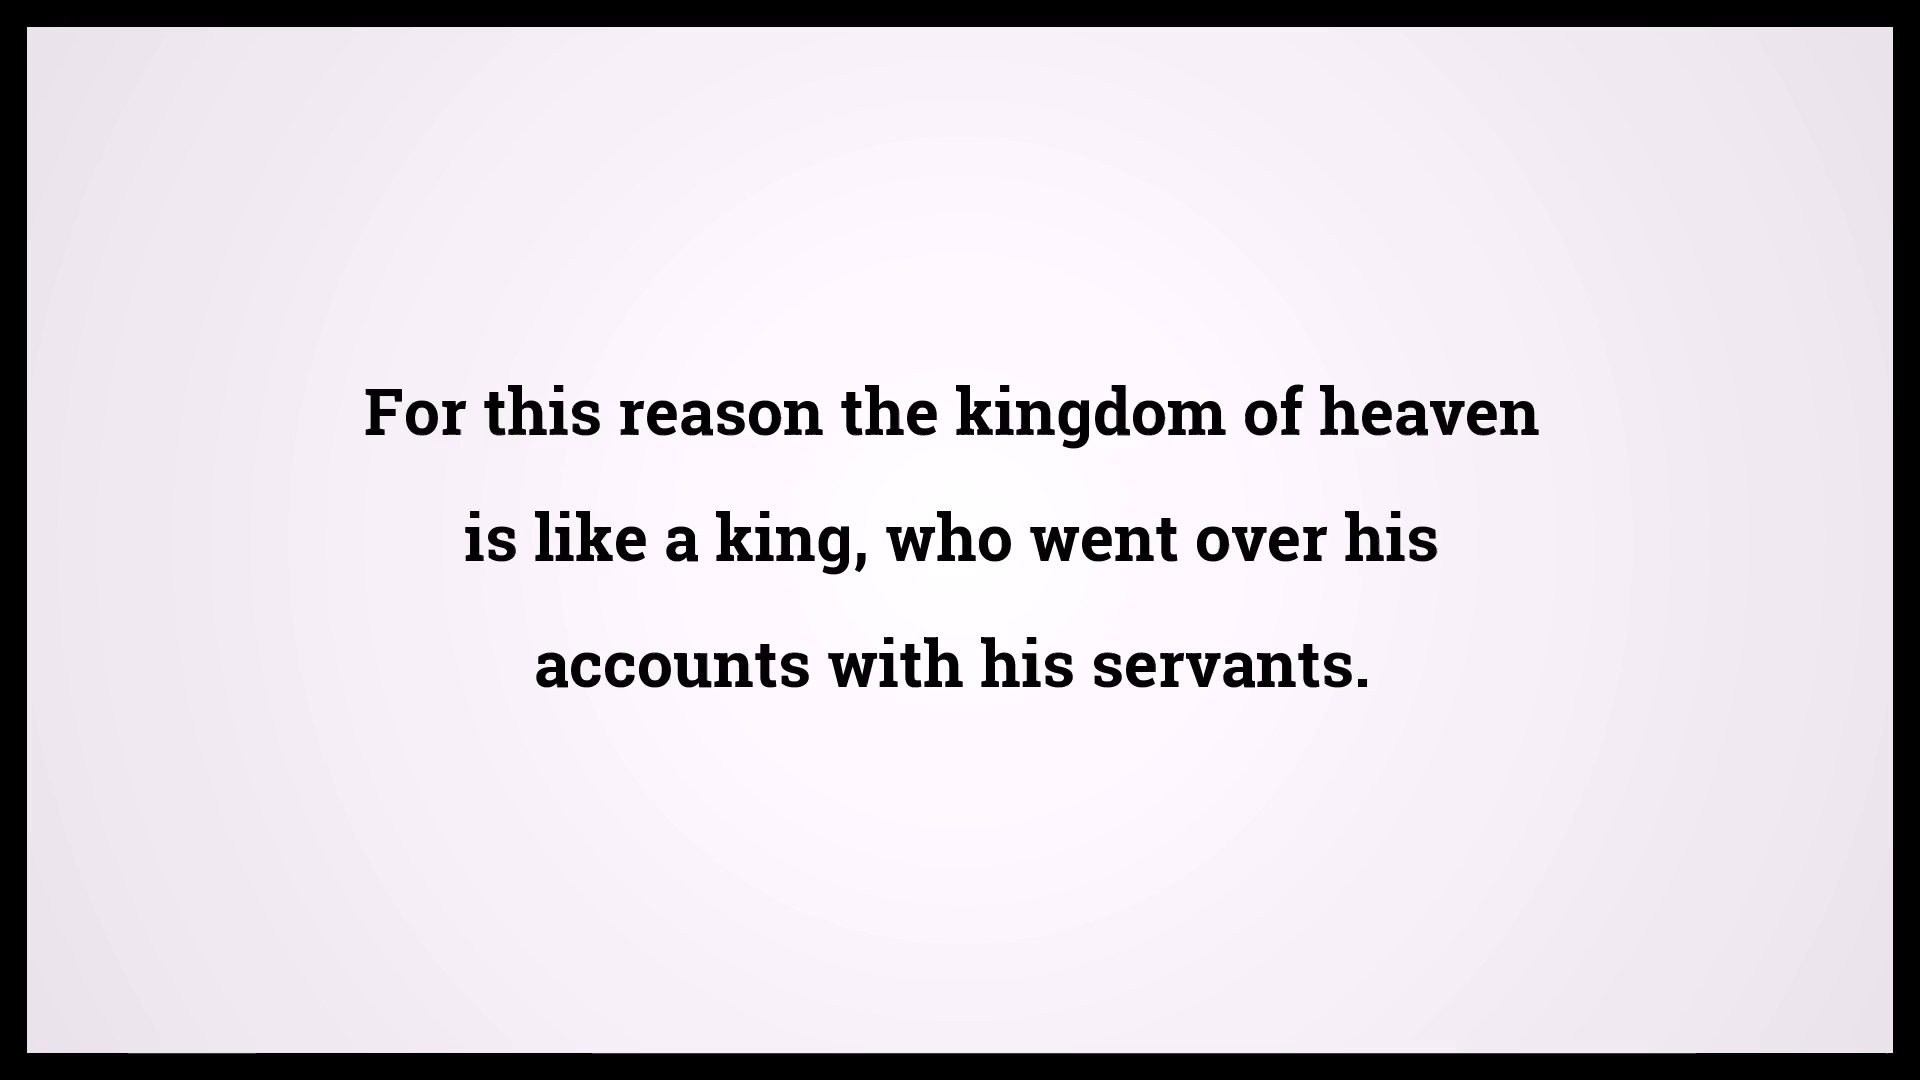 For this reason the kingdom of heaven
is like a king, who went over his
accounts with his servants.